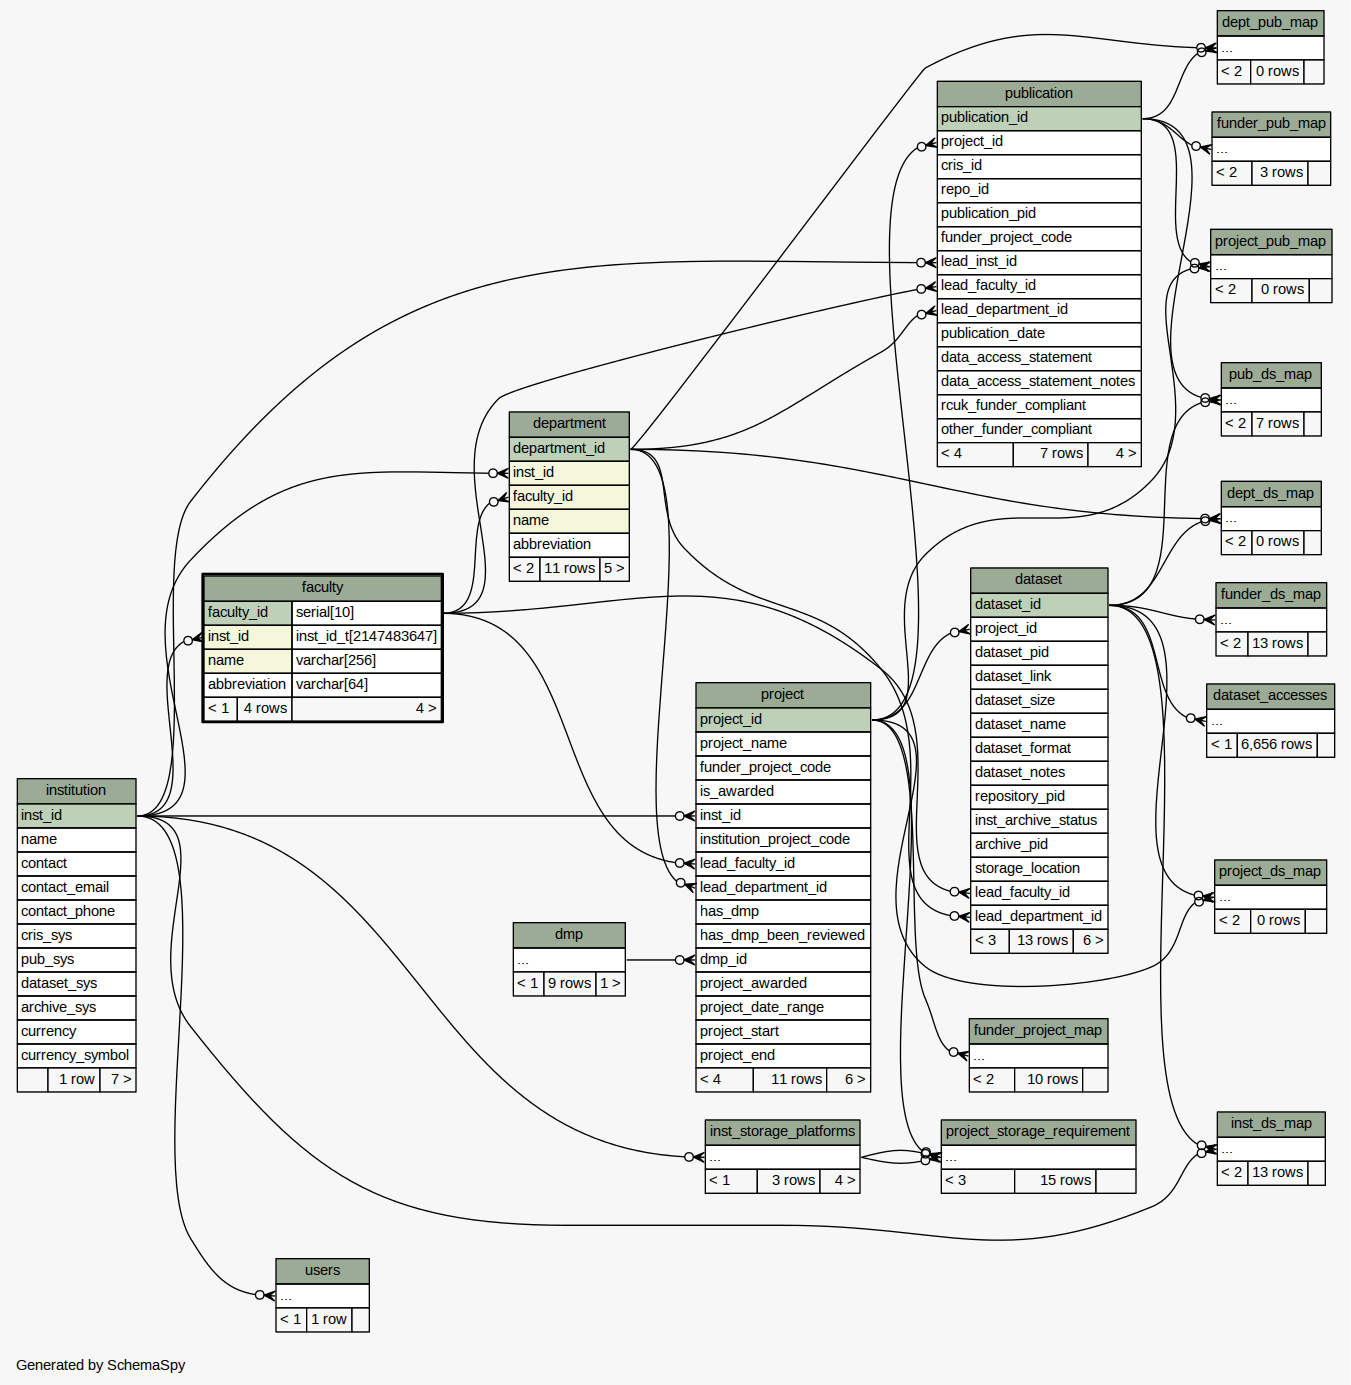 institution
inst_id
name
contact
contact_email
contact_phone
cris_sys
pub_sys
dataset_sys
archive_sys
currency
currency_symbol
1 row 7 >
faculty
faculty_id serial[10]
inst_id inst_id_t[2147483647]
name varchar[256]
abbreviation varchar[64]
< 1 4 rows 4 >
users
...
< 1 1 row
department
department_id
inst_id
faculty_id
name
abbreviation
< 2 11 rows 5 >
dmp
...
< 1 9 rows 1 >
project
project_id
project_name
funder_project_code
is_awarded
inst_id
institution_project_code
lead_faculty_id
lead_department_id
has_dmp
has_dmp_been_reviewed
dmp_id
project_awarded
project_date_range
project_start
project_end
< 4 11 rows 6 >
inst_storage_platforms
...
< 1 3 rows 4 >
publication
publication_id
project_id
cris_id
repo_id
publication_pid
funder_project_code
lead_inst_id
lead_faculty_id
lead_department_id
publication_date
data_access_statement
data_access_statement_notes
rcuk_funder_compliant
other_funder_compliant
< 4 7 rows 4 >
dataset
dataset_id
project_id
dataset_pid
dataset_link
dataset_size
dataset_name
dataset_format
dataset_notes
repository_pid
inst_archive_status
archive_pid
storage_location
lead_faculty_id
lead_department_id
< 3 13 rows 6 >
funder_project_map
...
< 2 10 rows
project_storage_requirement
...
< 3 15 rows
dept_pub_map
...
< 2 0 rows
funder_pub_map
...
< 2 3 rows
project_pub_map
...
< 2 0 rows
pub_ds_map
...
< 2 7 rows
dept_ds_map
...
< 2 0 rows
funder_ds_map
...
< 2 13 rows
dataset_accesses
...
< 1 6,656 rows
project_ds_map
...
< 2 0 rows
inst_ds_map
...
< 2 13 rows
Generated by SchemaSpy